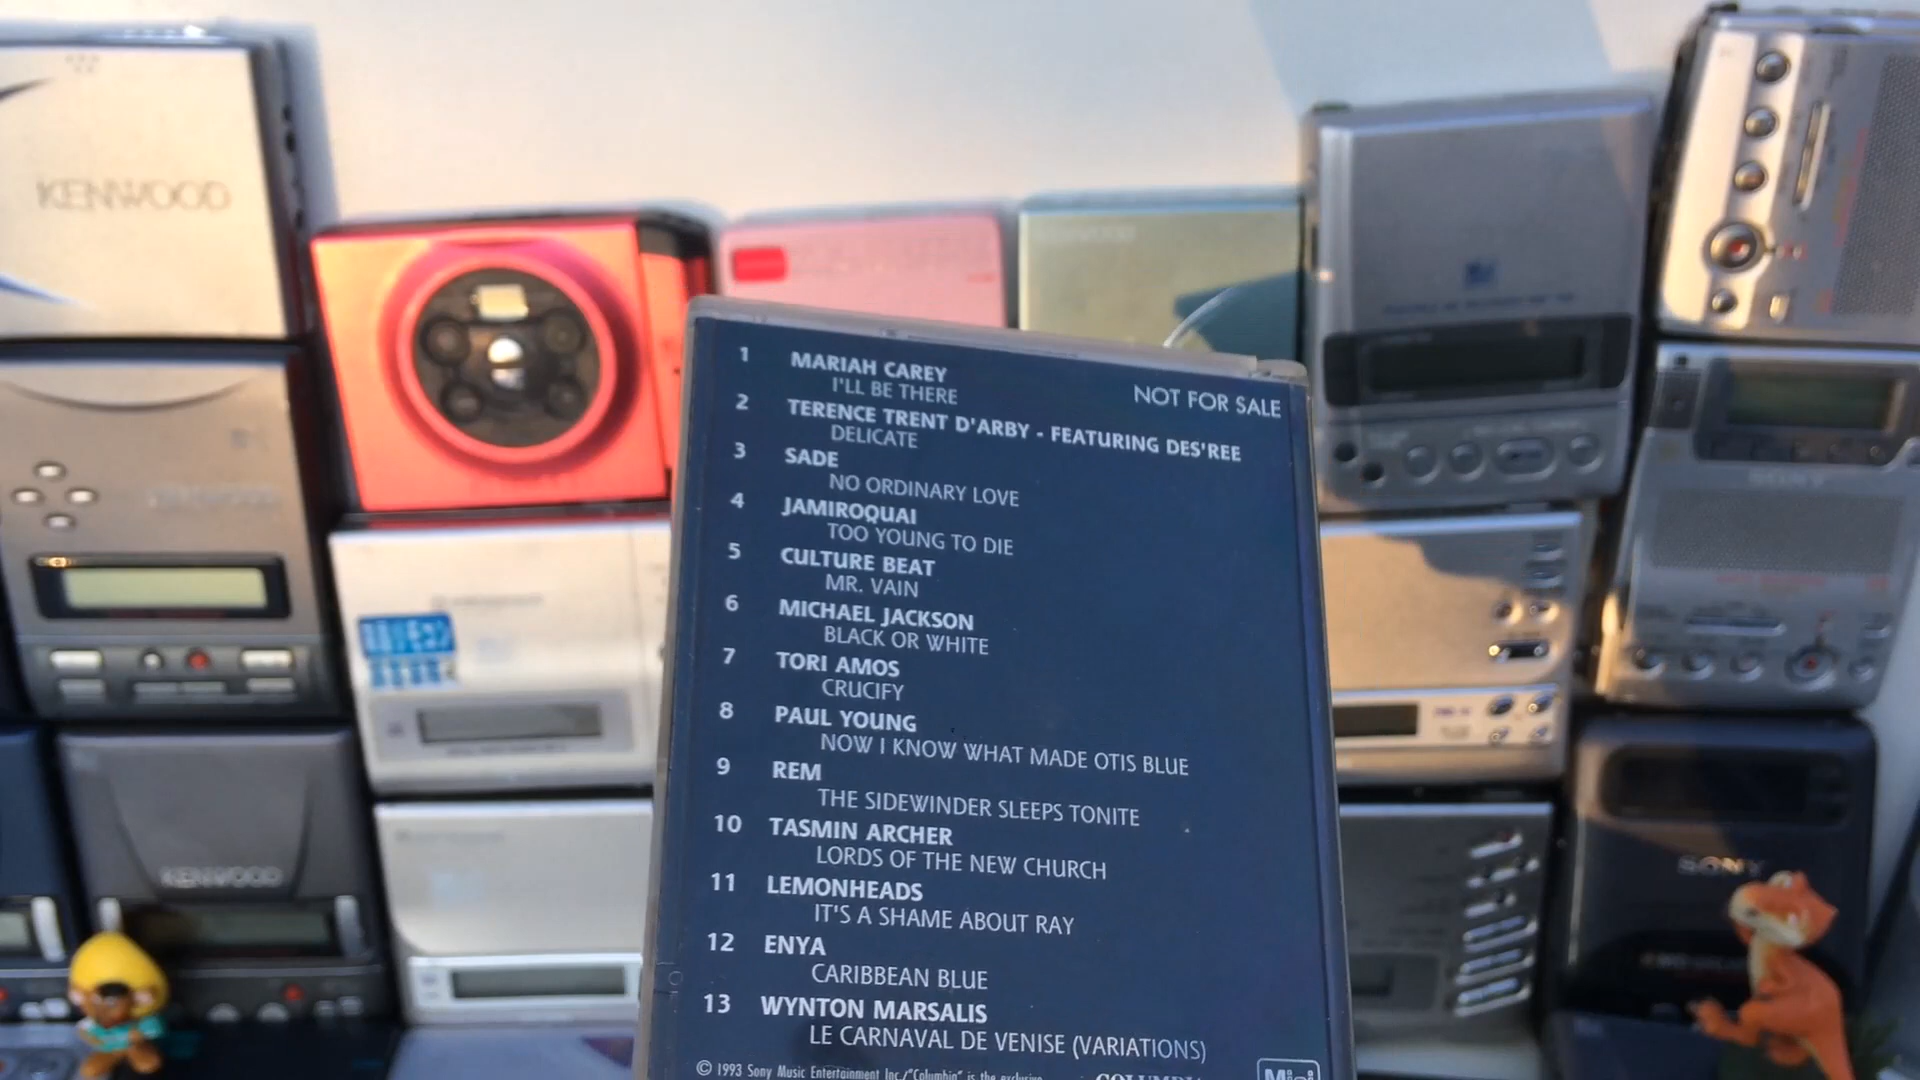 KENWOOD
1 MARIAH CAREY
I'LL BE THERE
NOT FOR SALE
2 TERENCE TRENT D'ARBY - FEATURING DES'REE
DELICATE
3 SADE
NO ORDINARY LOVE
4 JAMIROQUAI
TOO YOUNG TO DIE
5 CULTURE BEAT
MR. VAIN
6 MICHAEL JACKSON
BLACK OR WHITE
7 TORI AMOS
CRUCIFY
8 PAUL YOUNG
NOW I KNOW WHAT MADE OTIS BLUE
9 REM
THE SIDEWINDER SLEEPS TONITE
10 TASMIN ARCHER
LORDS OF THE NEW CHURCH
11 LEMONHEADS
IT'S A SHAME ABOUT RAY
12 ENYA
CARIBBEAN BLUE
13 WYNTON MARSALIS
LE CARNAVAL DE VENISE (VARIATIONS)
© 1993 Sony Music Entertainment Inc./"Columbia" is the exclusive
COLUMBIA
Mini
KENWOOD
SONY
SONY